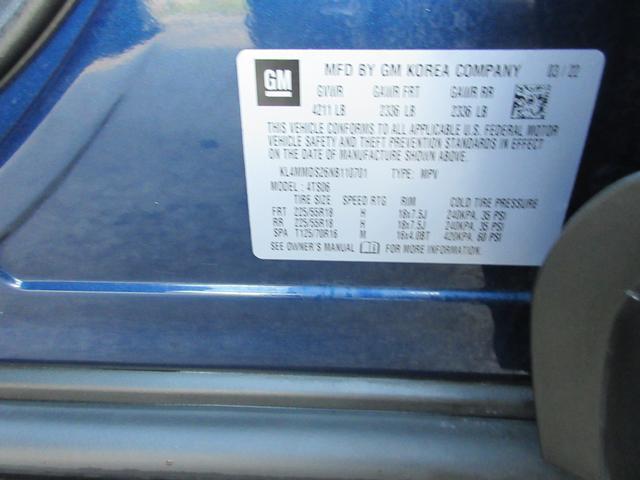 GM
MFD BY GM KOREA COMPANY 03/22
GVWR GAWR FRT GAWR RR
4211 LB 2336 LB 2336 LB
THIS VEHICLE CONFORMS TO ALL APPLICABLE U.S. FEDERAL MOTOR
VEHICLE SAFETY AND THEFT PREVENTION STANDARDS IN EFFECT
ON THE DATE OF MANUFACTURE SHOWN ABOVE.
KL4MMDS26NB110701 TYPE: MPV
MODEL: 4TS06
TIRE SIZE SPEED RTG RIM COLD TIRE PRESSURE
FRT 225/55R18 H 18x7.5J 240KPA, 35 PSI
RR 225/55R18 H 18x7.5J 240KPA, 35 PSI
SPA T125/70R16 M 16x4.0BT 420KPA, 60 PSI
SEE OWNER'S MANUAL FOR MORE INFORMATION.